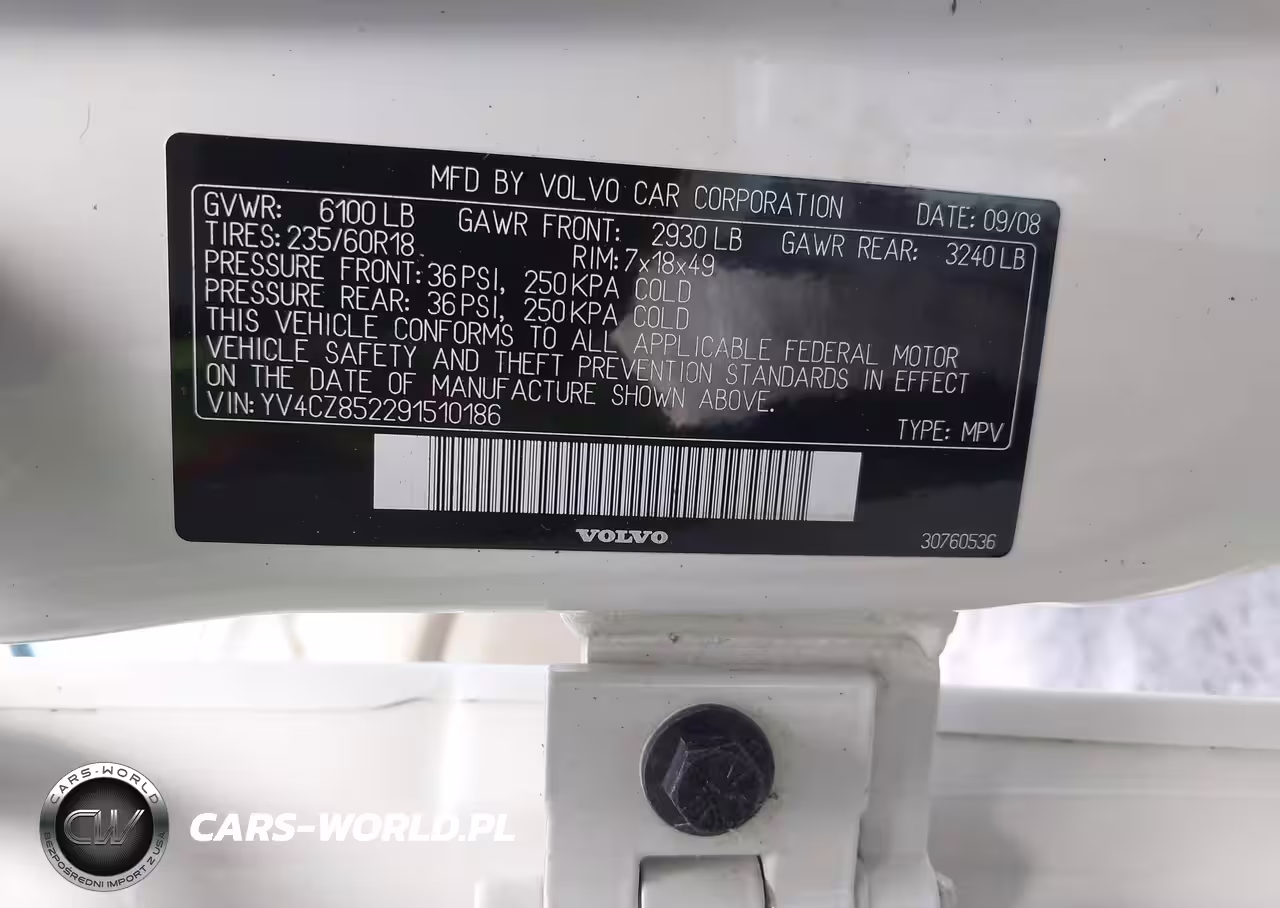 MFD BY VOLVO CAR CORPORATION DATE: 09/08
GVWR: 6100 LB GAWR FRONT: 2930 LB GAWR REAR: 3240 LB
TIRES: 235/60R18 RIM: 7x18x49
PRESSURE FRONT: 36 PSI, 250 KPA COLD
PRESSURE REAR: 36 PSI, 250 KPA COLD
THIS VEHICLE CONFORMS TO ALL APPLICABLE FEDERAL MOTOR
VEHICLE SAFETY AND THEFT PREVENTION STANDARDS IN EFFECT
ON THE DATE OF MANUFACTURE SHOWN ABOVE.
VIN: YV4CZ852291510186 TYPE: MPV
VOLVO
30760536
CARS-WORLD
CW
BEZPOŚREDNI IMPORT Z USA
CARS-WORLD.PL